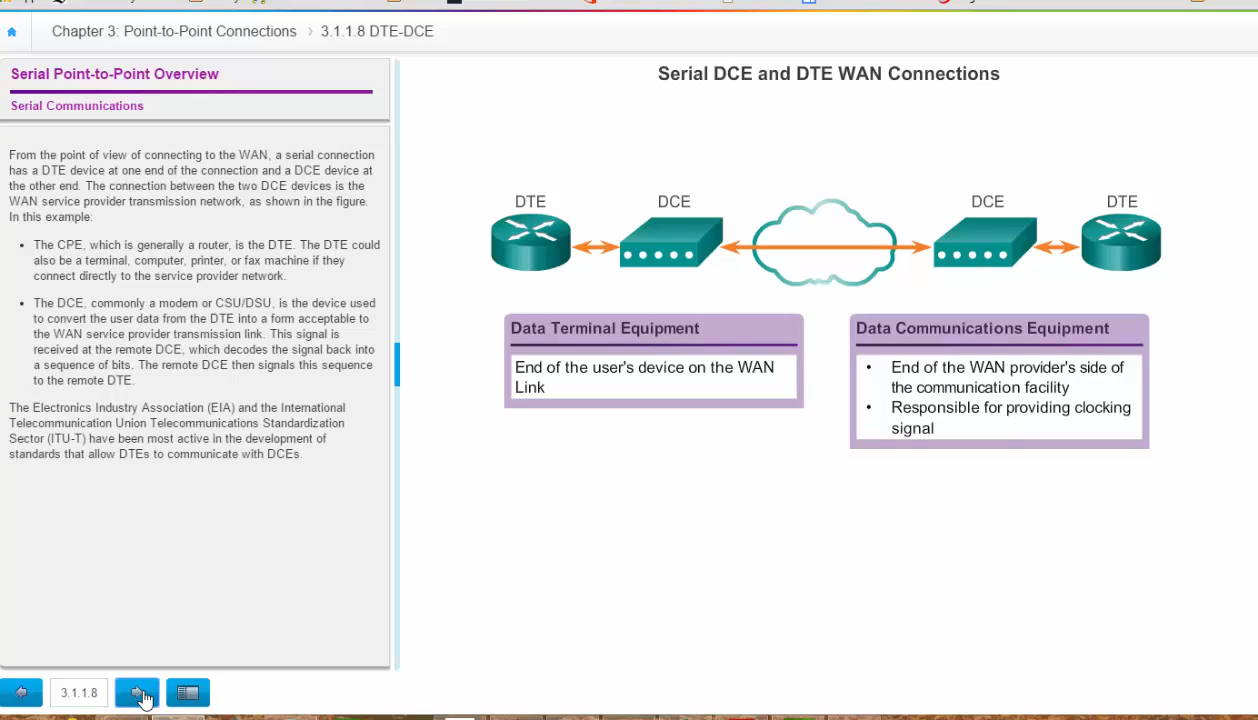 Chapter 3: Point-to-Point Connections › 3.1.1.8 DTE-DCE
Serial Point-to-Point Overview
Serial Communications
From the point of view of connecting to the WAN, a serial connection
has a DTE device at one end of the connection and a DCE device at
the other end. The connection between the two DCE devices is the
WAN service provider transmission network, as shown in the figure.
In this example:
• The CPE, which is generally a router, is the DTE. The DTE could
also be a terminal, computer, printer, or fax machine if they
connect directly to the service provider network.
• The DCE, commonly a modem or CSU/DSU, is the device used
to convert the user data from the DTE into a form acceptable to
the WAN service provider transmission link. This signal is
received at the remote DCE, which decodes the signal back into
a sequence of bits. The remote DCE then signals this sequence
to the remote DTE.
The Electronics Industry Association (EIA) and the International
Telecommunication Union Telecommunications Standardization
Sector (ITU-T) have been most active in the development of
standards that allow DTEs to communicate with DCEs.
3.1.1.8
Serial DCE and DTE WAN Connections
DTE DCE DCE DTE
Data Terminal Equipment
End of the user's device on the WAN
Link
Data Communications Equipment
• End of the WAN provider's side of
the communication facility
• Responsible for providing clocking
signal